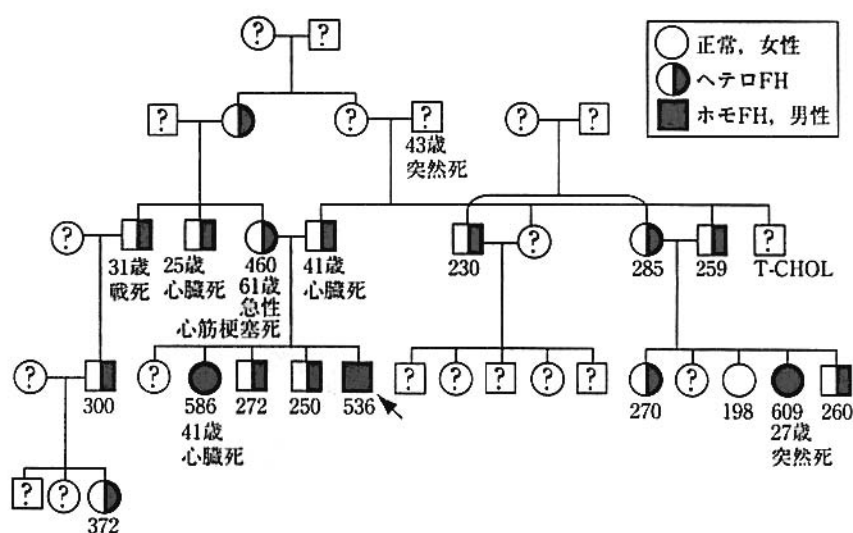 ? ?
正常, 女性
ヘテロFH
ホモFH, 男性
? ? ? ? ?
43歳
突然死
? ? ?
31歳 25歳 460 41歳 230 285 259 T-CHOL
戦死 心臓死 61歳 心臓死
急性
心筋梗塞死
? ? ? ? ? ? ? ?
300 586 272 250 536 270 198 609 260
41歳 27歳
心臓死 突然死
? ?
372